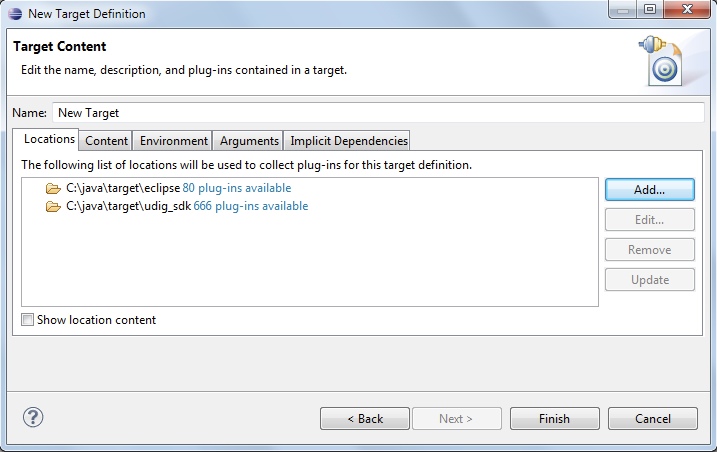 New Target Definition
Target Content
Edit the name, description, and plug-ins contained in a target.
Name: New Target
Locations Content Environment Arguments Implicit Dependencies
The following list of locations will be used to collect plug-ins for this target definition.
C:\java\target\eclipse 80 plug-ins available
C:\java\target\udig_sdk 666 plug-ins available
Add...
Edit...
Remove
Update
Show location content
?
< Back Next > Finish Cancel